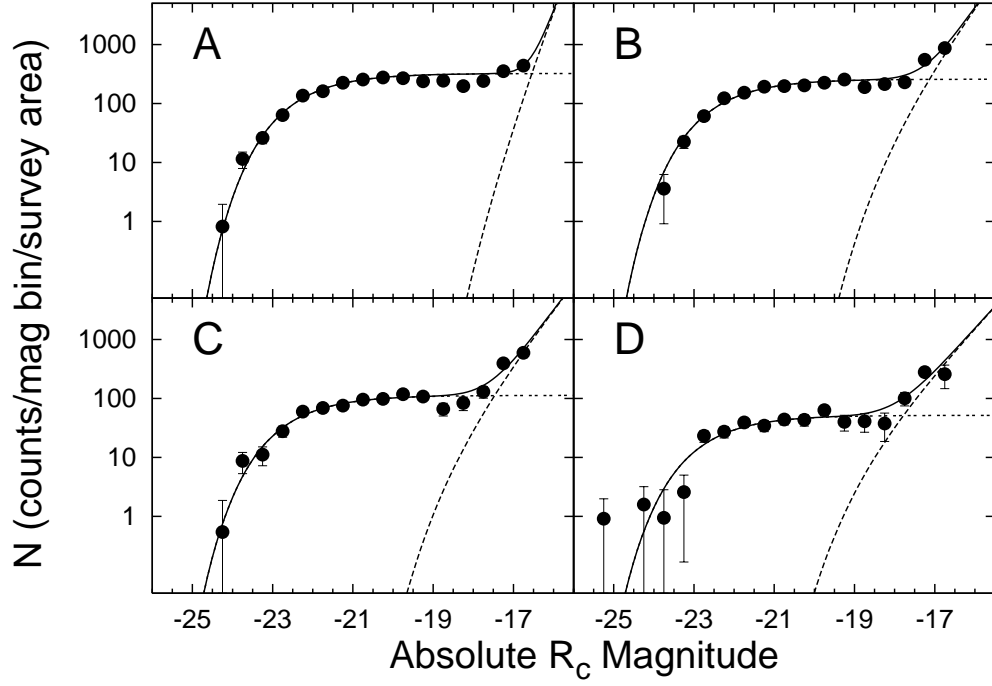 N (counts/mag bin/survey area)
A
B
1000
100
10
1
C
D
1000
100
10
1
-25 -23 -21 -19 -17 -25 -23 -21 -19 -17
Absolute Rc Magnitude